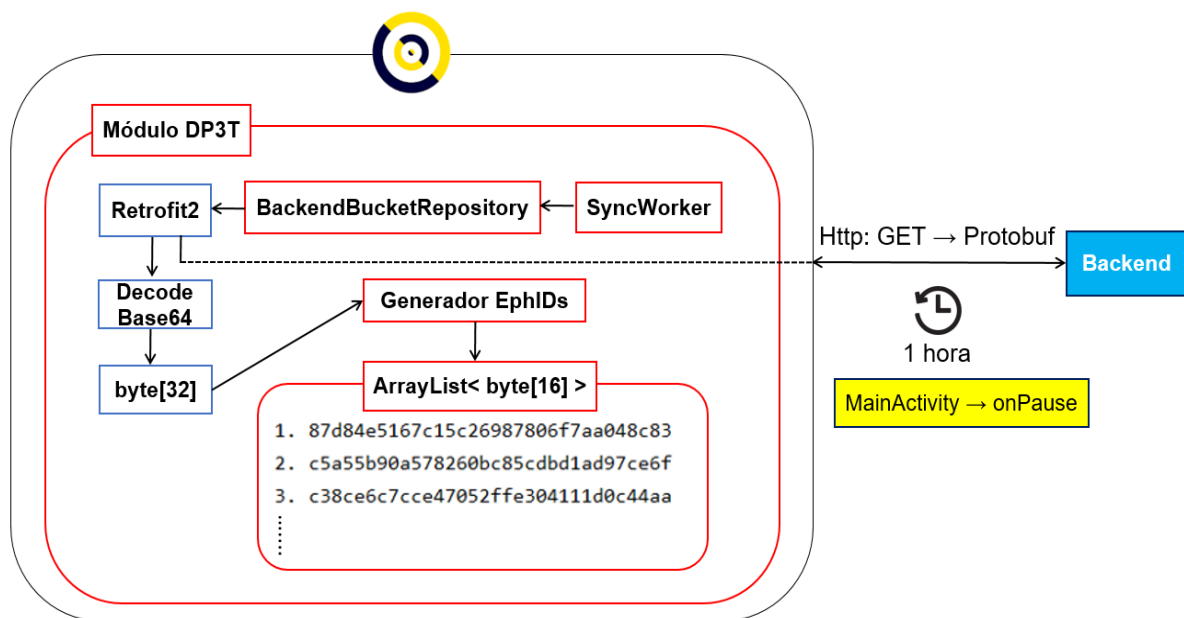 Módulo DP3T
Retrofit2
BackendBucketRepository
SyncWorker
Http: GET → Protobuf
Backend
Decode
Base64
Generador EphIDs
1 hora
byte[32]
ArrayList< byte[16] >
MainActivity → onPause
1. 87d84e5167c15c26987806f7aa048c83
2. c5a55b90a578260bc85cdbd1ad97ce6f
3. c38ce6c7cce47052ffe304111d0c44aa